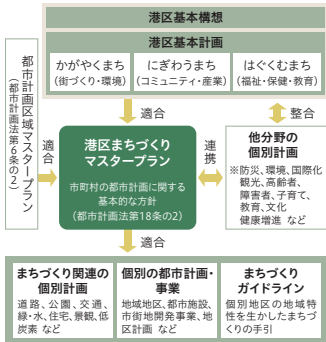 港区基本構想
港区基本計画
かがやくまち
(街づくり・環境)
にぎわうまち
(コミュニティ・産業)
はぐくむまち
(福祉・保健・教育)
適合
整合
都市計画区域マスタープラン
(都市計画法第6条の2)
適合
港区まちづくり
マスタープラン
市町村の都市計画に関する
基本的な方針
(都市計画法第18条の2)
連携
他分野の
個別計画
※防災、環境、国際化
観光、高齢者、
障害者、子育て、
教育、文化
健康増進 など
適合
まちづくり関連の
個別計画
道路、公園、交通、
緑・水、住宅、景観、低
炭素 など
個別の都市計画・
事業
地域地区、都市施設、
市街地開発事業、地
区計画 など
まちづくり
ガイドライン
個別地区の地域特
性を生かしたまちづ
くりの手引